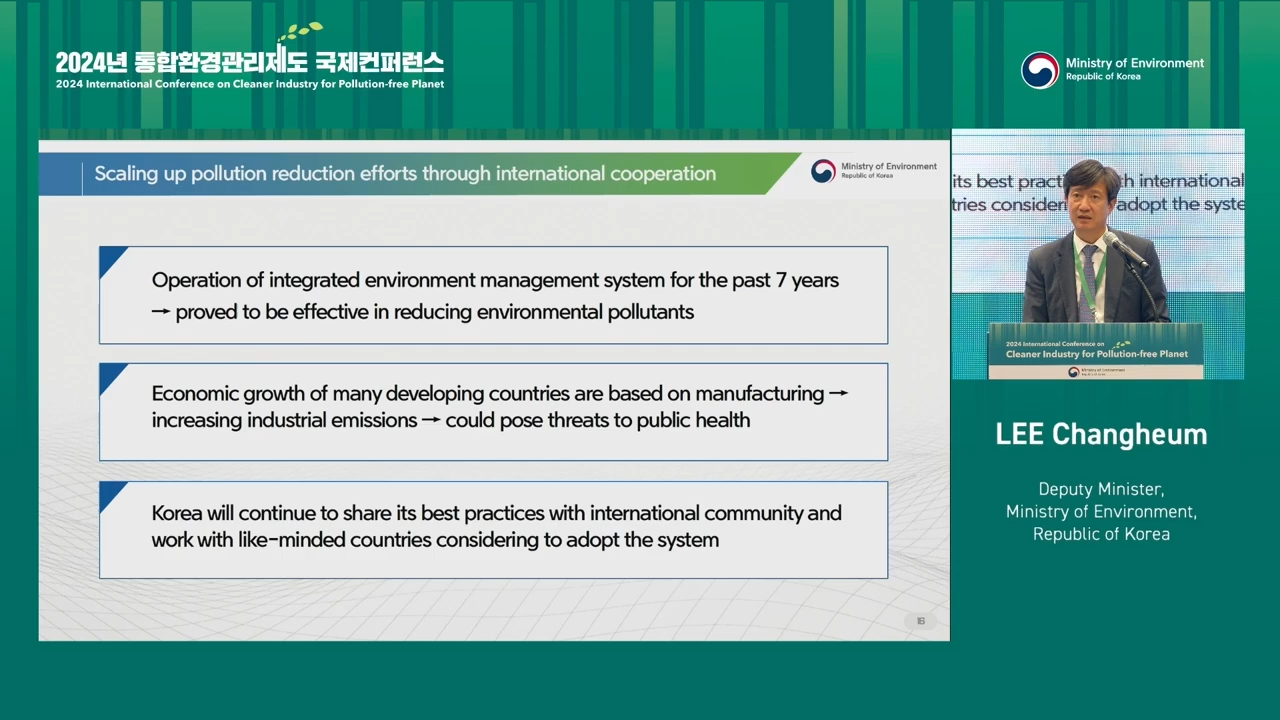 2024년 통합환경관리제도 국제컨퍼런스
2024 International Conference on Cleaner Industry for Pollution-free Planet
Ministry of Environment
Republic of Korea
Scaling up pollution reduction efforts through international cooperation
Ministry of Environment
Republic of Korea
Operation of integrated environment management system for the past 7 years
→ proved to be effective in reducing environmental pollutants
Economic growth of many developing countries are based on manufacturing →
increasing industrial emissions → could pose threats to public health
Korea will continue to share its best practices with international community and
work with like-minded countries considering to adopt the system
16
its best pract th international
tries consider adopt the syste
2024 International Conference on
Cleaner Industry for Pollution-free Planet
Ministry of Environment
LEE Changheum
Deputy Minister,
Ministry of Environment,
Republic of Korea